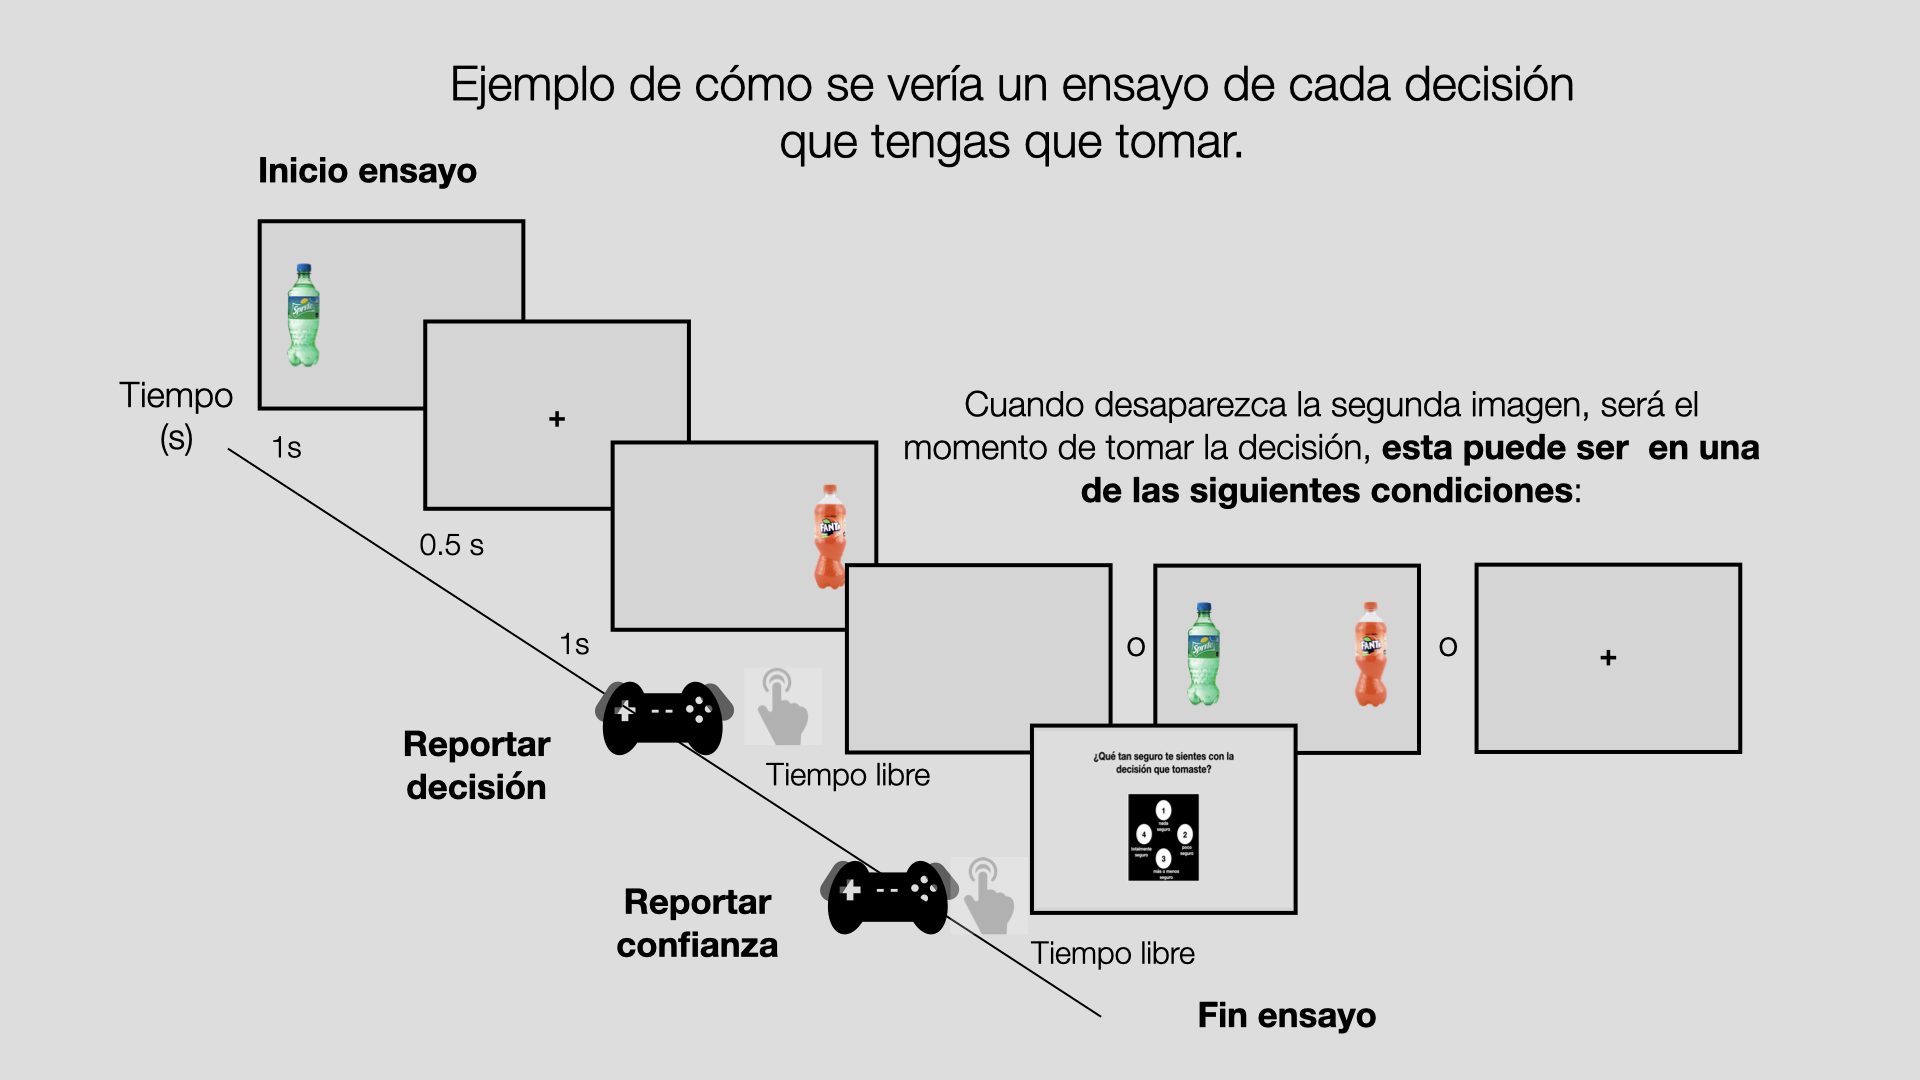 Ejemplo de cómo se vería un ensayo de cada decisión
que tengas que tomar.
Inicio ensayo
Sprite
Tiempo
(s)
1s
+
0.5 s
FANTA
1s
Cuando desaparezca la segunda imagen, será el
momento de tomar la decisión, esta puede ser en una
de las siguientes condiciones:
o
Sprite
FANTA
o
+
Reportar
decisión
Tiempo libre
¿Qué tan seguro te sientes con la
decisión que tomaste?
1
nada
seguro
4
totalmente
seguro
2
poco
seguro
3
más o menos
seguro
Reportar
confianza
Tiempo libre
Fin ensayo